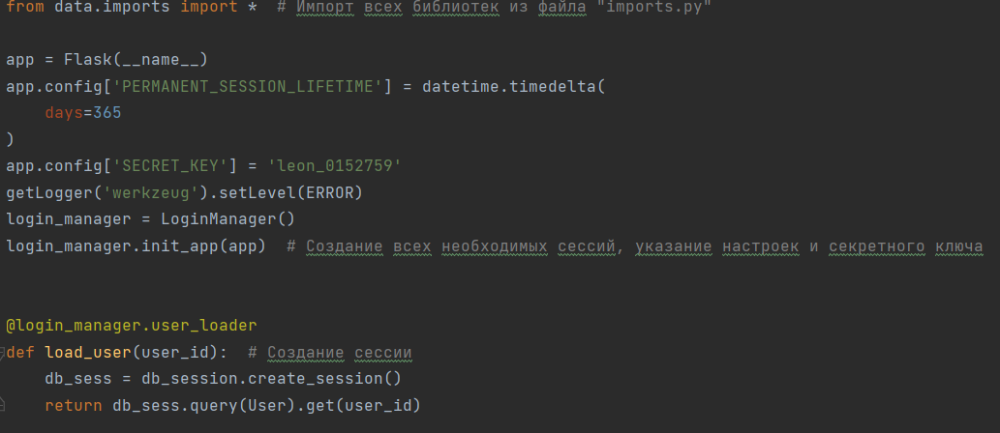 from data.imports import *  # Импорт всех библиотек из файла "imports.py"
app = Flask(__name__)
app.config['PERMANENT_SESSION_LIFETIME'] = datetime.timedelta(
    days=365
)
app.config['SECRET_KEY'] = 'leon_0152759'
getLogger('werkzeug').setLevel(ERROR)
login_manager = LoginManager()
login_manager.init_app(app)  # Создание всех необходимых сессий, указание настроек и секретного ключа
@login_manager.user_loader
def load_user(user_id):  # Создание сессии
    db_sess = db_session.create_session()
    return db_sess.query(User).get(user_id)